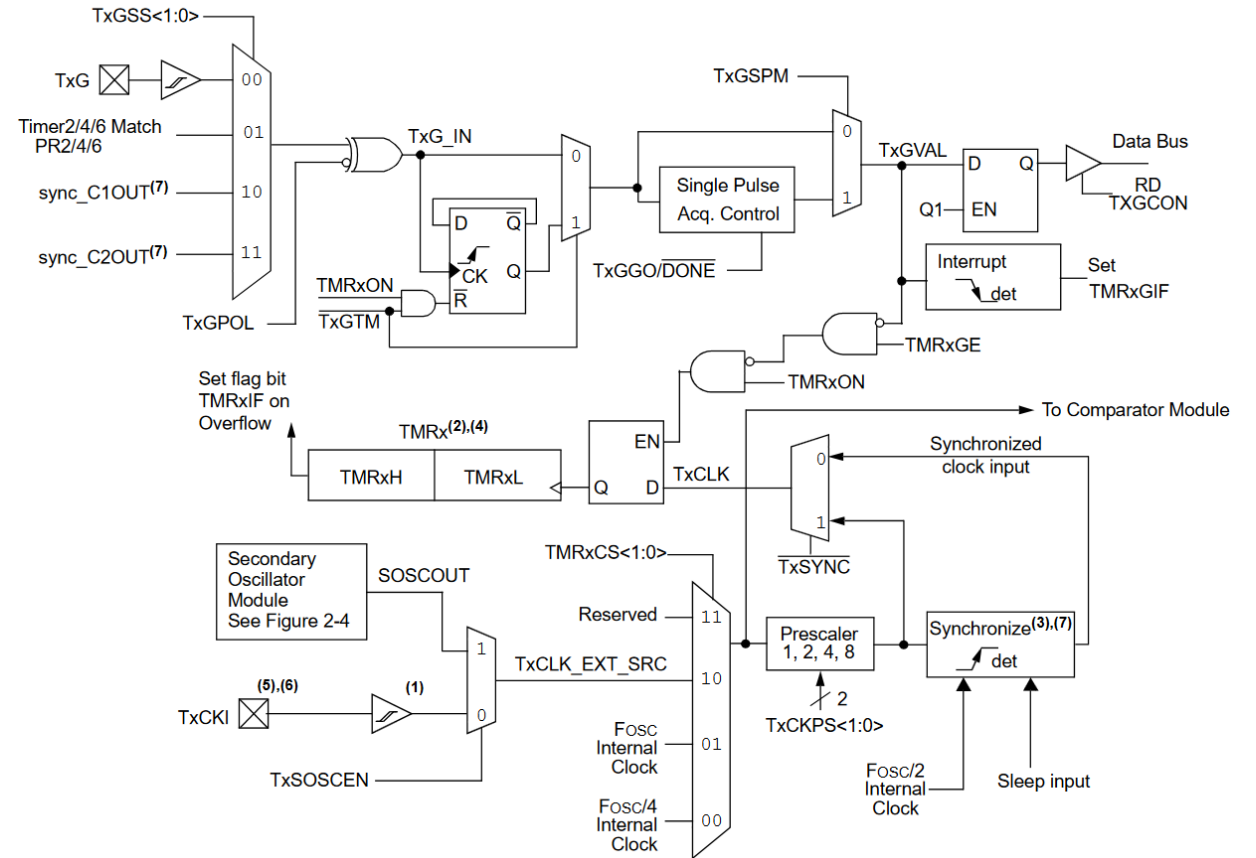 TxGSS<1:0>
TxG
00
Timer2/4/6 Match
PR2/4/6
01
sync_C1OUT(7)
10
sync_C2OUT(7)
11
TxGPOL
TxG_IN
D
Q
CK
Q
R
TMRxON
TxGTM
0
1
TxGSPM
Single Pulse
Acq. Control
TxGGO/DONE
0
1
TxGVAL
D
Q
Q1
EN
Data Bus
RD
TXGCON
Interrupt
det
Set
TMRxGIF
TMRxGE
TMRxON
Set flag bit
TMRxIF on
Overflow
TMRx(2),(4)
TMRxH
TMRxL
EN
Q
D
TxCLK
0
1
TxSYNC
To Comparator Module
Synchronized
clock input
Secondary
Oscillator
Module
See Figure 2-4
SOSCOUT
(5),(6)
(1)
TxCKI
1
0
TxSOSCEN
TxCLK_EXT_SRC
TMRxCS<1:0>
Reserved
11
10
FOSC
Internal
Clock
01
FOSC/4
Internal
Clock
00
Prescaler
1, 2, 4, 8
2
TxCKPS<1:0>
Synchronize(3),(7)
det
FOSC/2
Internal
Clock
Sleep input